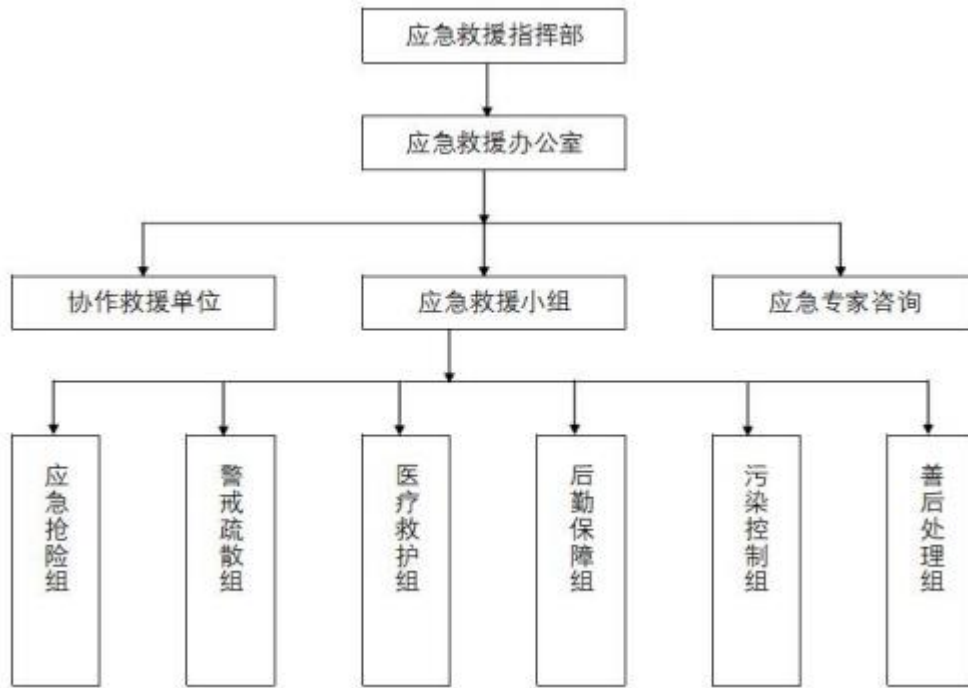 应急救援指挥部
应急救援办公室
协作救援单位
应急救援小组
应急专家咨询
应急抢险组
警戒疏散组
医疗救护组
后勤保障组
污染控制组
善后处理组